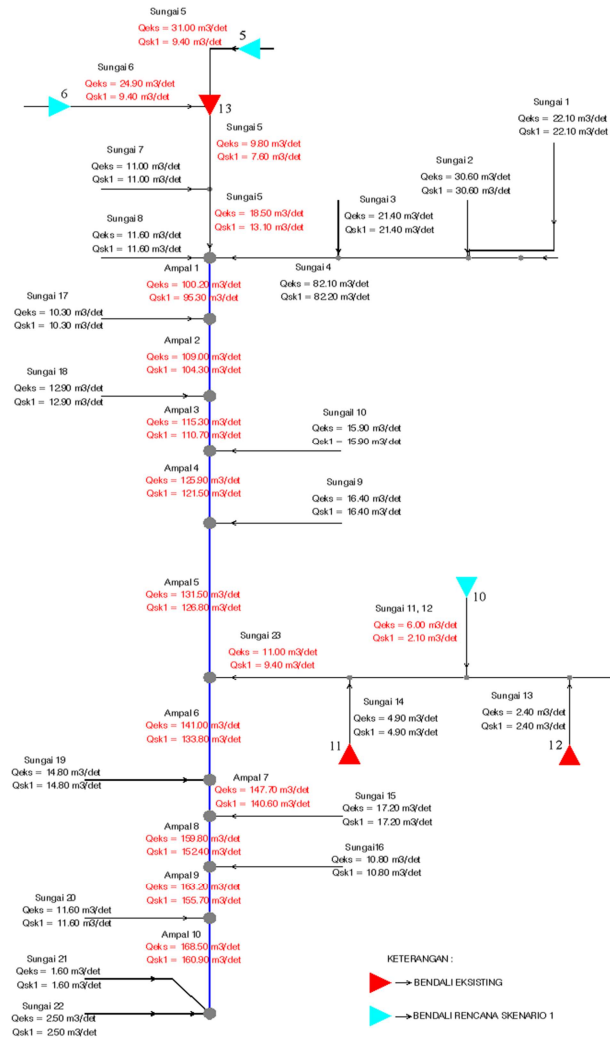 Sungai 5
Qeks = 31.00 m3/det
Qsk1 = 9.40 m3/det
5
Sungai 6
Qeks = 24.90 m3/det
Qsk1 = 9.40 m3/det
6
13
Sungai 1
Qeks = 22.10 m3/det
Qsk1 = 22.10 m3/det
Sungai 5
Qeks = 9.80 m3/det
Qsk1 = 7.60 m3/det
Sungai 7
Qeks = 11.00 m3/det
Qsk1 = 11.00 m3/det
Sungai 2
Qeks = 30.60 m3/det
Qsk1 = 30.60 m3/det
Sungai 5
Qeks = 18.50 m3/det
Qsk1 = 13.10 m3/det
Sungai 3
Qeks = 21.40 m3/det
Qsk1 = 21.40 m3/det
Sungai 8
Qeks = 11.60 m3/det
Qsk1 = 11.60 m3/det
Ampal 1
Qeks = 100.20 m3/det
Qsk1 = 95.30 m3/det
Sungai 4
Qeks = 82.10 m3/det
Qsk1 = 82.20 m3/det
Sungai 17
Qeks = 10.30 m3/det
Qsk1 = 10.30 m3/det
Ampal 2
Qeks = 109.00 m3/det
Qsk1 = 104.30 m3/det
Sungai 18
Qeks = 12.90 m3/det
Qsk1 = 12.90 m3/det
Ampal 3
Qeks = 115.30 m3/det
Qsk1 = 110.70 m3/det
Sungail 10
Qeks = 15.90 m3/det
Qsk1 = 15.90 m3/det
Ampal 4
Qeks = 125.90 m3/det
Qsk1 = 121.50 m3/det
Sungai 9
Qeks = 16.40 m3/det
Qsk1 = 16.40 m3/det
Ampal 5
Qeks = 131.50 m3/det
Qsk1 = 126.80 m3/det
10
Sungai 11, 12
Qeks = 6.00 m3/det
Qsk1 = 2.10 m3/det
Sungai 23
Qeks = 11.00 m3/det
Qsk1 = 9.40 m3/det
Sungai 14
Qeks = 4.90 m3/det
Qsk1 = 4.90 m3/det
11
Sungai 13
Qeks = 2.40 m3/det
Qsk1 = 2.40 m3/det
12
Ampal 6
Qeks = 141.00 m3/det
Qsk1 = 133.80 m3/det
Sungai 19
Qeks = 14.80 m3/det
Qsk1 = 14.80 m3/det
Ampal 7
Qeks = 147.70 m3/det
Qsk1 = 140.60 m3/det
Sungai 15
Qeks = 17.20 m3/det
Qsk1 = 17.20 m3/det
Ampal 8
Qeks = 159.80 m3/det
Qsk1 = 152.40 m3/det
Sungai16
Qeks = 10.80 m3/det
Qsk1 = 10.80 m3/det
Ampal 9
Qeks = 163.20 m3/det
Qsk1 = 155.70 m3/det
Sungai 20
Qeks = 11.60 m3/det
Qsk1 = 11.60 m3/det
Ampal 10
Qeks = 168.50 m3/det
Qsk1 = 160.90 m3/det
Sungai 21
Qeks = 1.60 m3/det
Qsk1 = 1.60 m3/det
Sungai 22
Qeks = 2.50 m3/det
Qsk1 = 2.50 m3/det
KETERANGAN :
BENDALI EKSISTING
BENDALI RENCANA SKENARIO 1